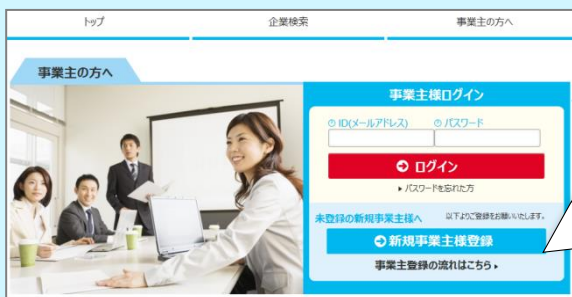 トップ 企業検索 事業主の方へ
事業主の方へ
事業主様ログイン
ID(メールアドレス) パスワード
ログイン
パスワードを忘れた方
未登録の新規事業主様へ 以下よりご登録をお願いいたします。
新規事業主様登録
事業主登録の流れはこちら